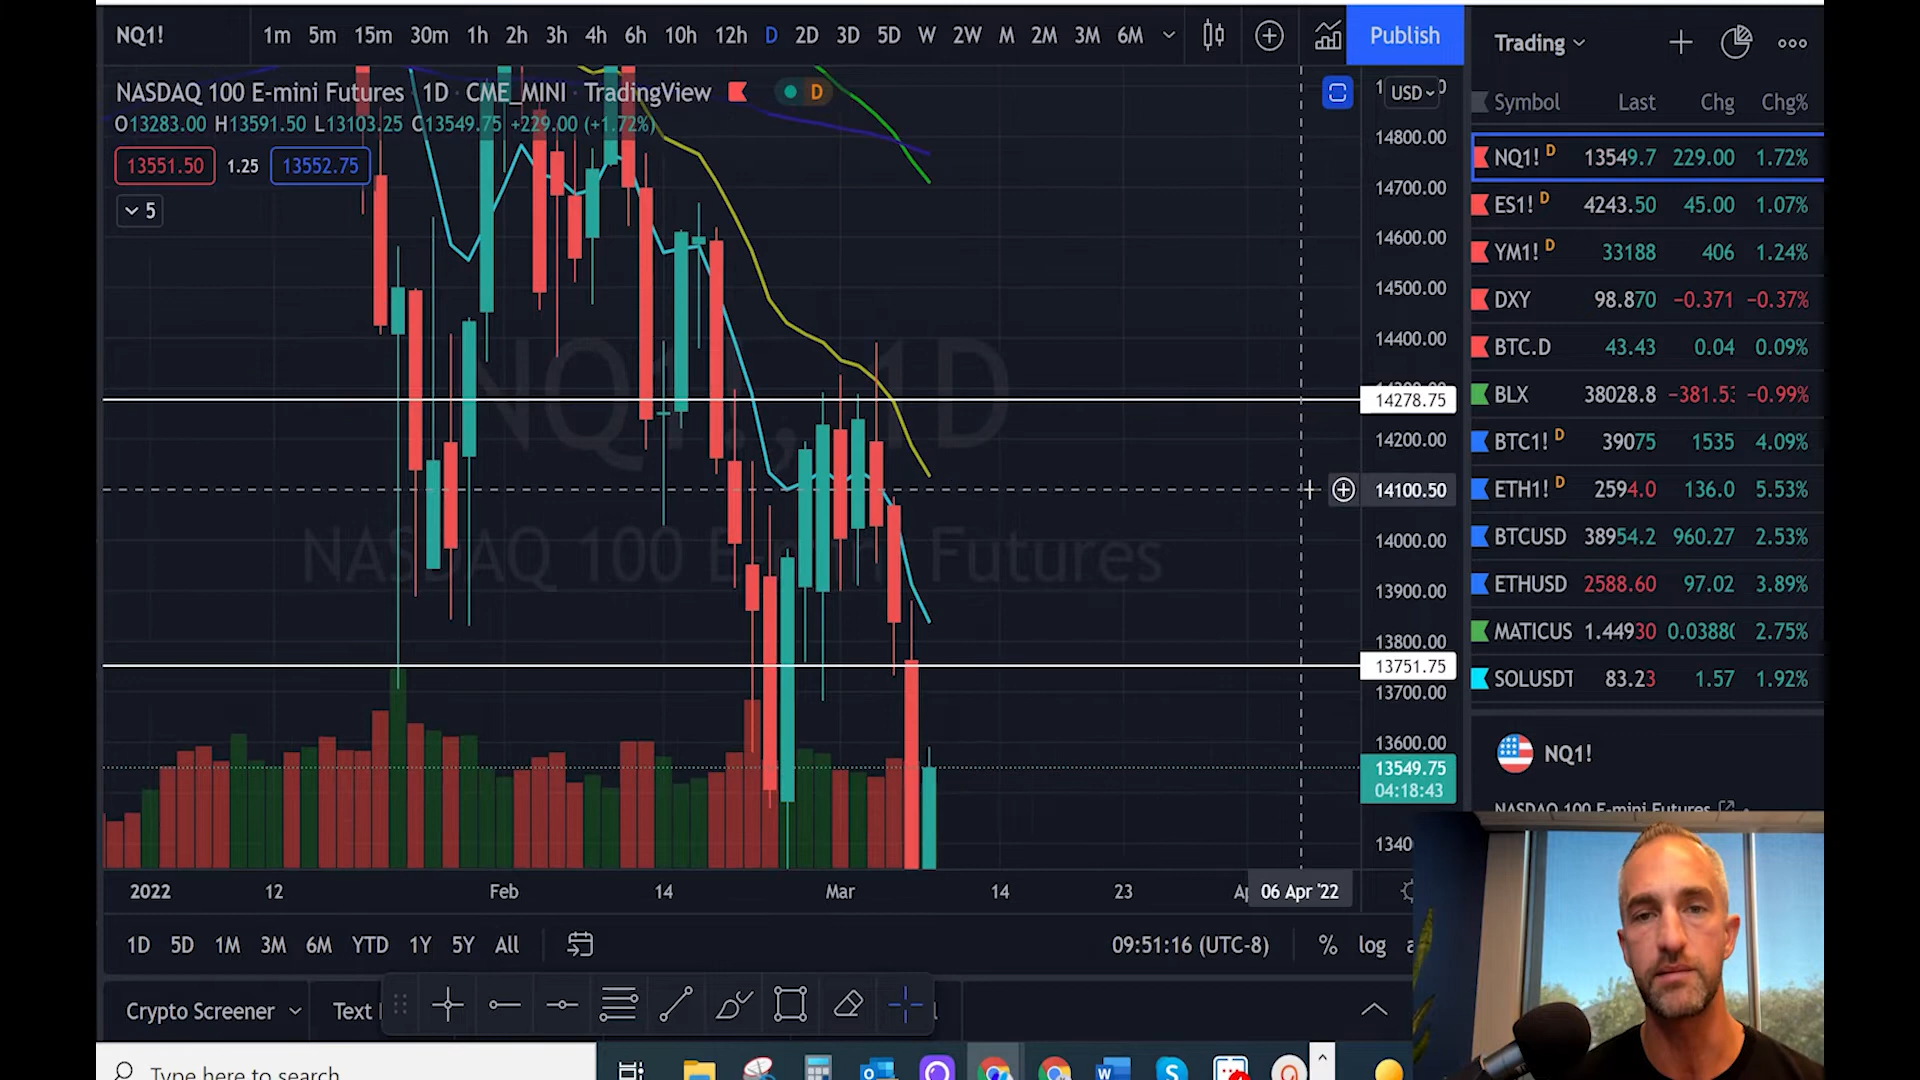 NQ1! 1m 5m 15m 30m 1h 2h 3h 4h 6h 10h 12h D 2D 3D 5D W 2W M 2M 3M 6M Publish
Trading
NASDAQ 100 E-mini Futures · 1D · CME_MINI · TradingView D
O13283.00 H13591.50 L13103.25 C13549.75 +229.00 (+1.72%)
13551.50 1.25 13552.75
5
USD
14800.00
14700.00
14600.00
14500.00
14400.00
14278.75
14200.00
14100.50
14000.00
13900.00
13800.00
13751.75
13700.00
13600.00
13549.75
04:18:43
NQ1!, 1D
NASDAQ 100 E-mini Futures
2022 12 Feb 14 Mar 14 23 06 Apr '22
1D 5D 1M 3M 6M YTD 1Y 5Y All 09:51:16 (UTC-8) % log
Crypto Screener Text
Type here to search
Symbol Last Chg Chg%
NQ1! D 13549.7 229.00 1.72%
ES1! D 4243.50 45.00 1.07%
YM1! D 33188 406 1.24%
DXY 98.870 −0.371 −0.37%
BTC.D 43.43 0.04 0.09%
BLX 38028.8 −381.5 −0.99%
BTC1! D 39075 1535 4.09%
ETH1! D 2594.0 136.0 5.53%
BTCUSD 38954.2 960.27 2.53%
ETHUSD 2588.60 97.02 3.89%
MATICUS 1.44930 0.0388 2.75%
SOLUSDT 83.23 1.57 1.92%
NQ1!
NASDAQ 100 E-mini Futures